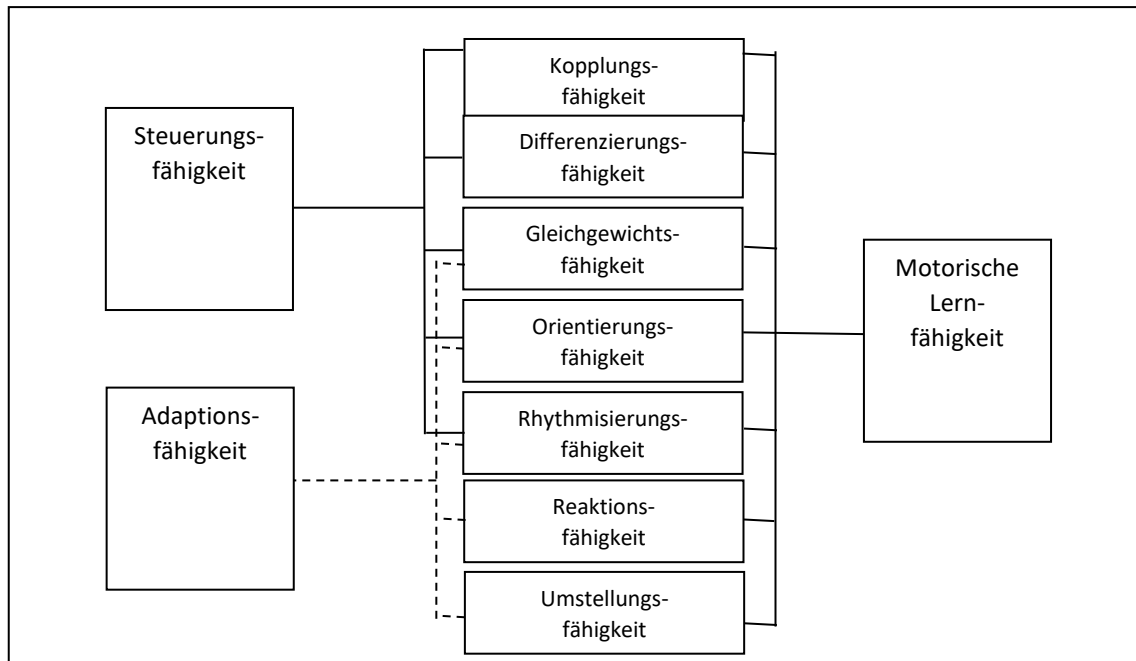 Steuerungs-
fähigkeit
Adaptions-
fähigkeit
Kopplungs-
fähigkeit
Differenzierungs-
fähigkeit
Gleichgewichts-
fähigkeit
Orientierungs-
fähigkeit
Rhythmisierungs-
fähigkeit
Reaktions-
fähigkeit
Umstellungs-
fähigkeit
Motorische
Lern-
fähigkeit